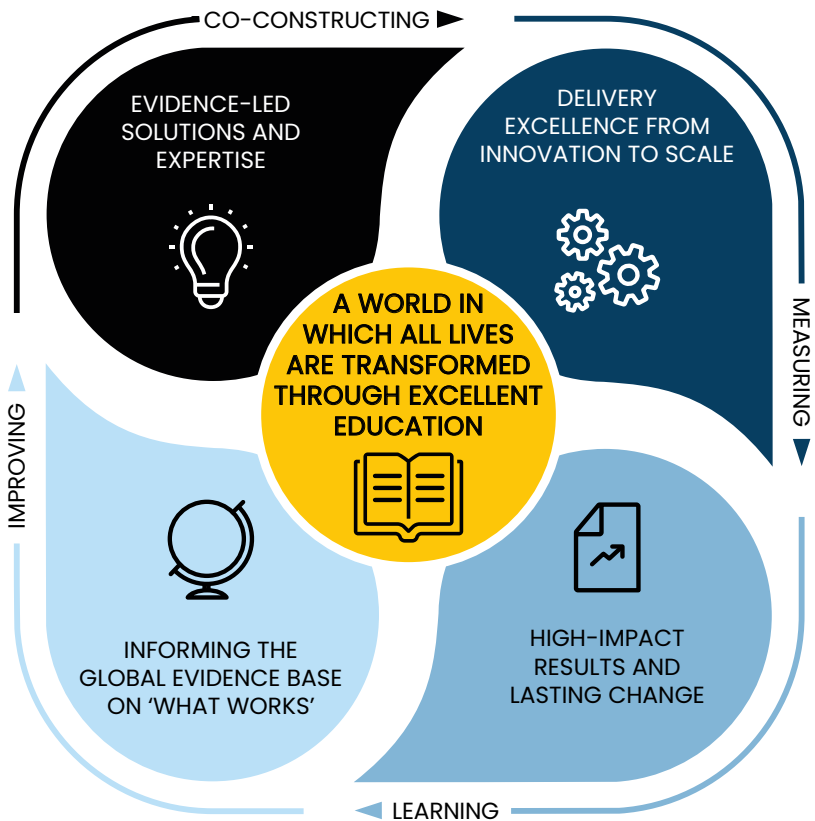 CO-CONSTRUCTING
EVIDENCE-LED
SOLUTIONS AND
EXPERTISE
DELIVERY
EXCELLENCE FROM
INNOVATION TO SCALE
MEASURING
A WORLD IN
WHICH ALL LIVES
ARE TRANSFORMED
THROUGH EXCELLENT
EDUCATION
HIGH-IMPACT
RESULTS AND
LASTING CHANGE
LEARNING
INFORMING THE
GLOBAL EVIDENCE BASE
ON ‘WHAT WORKS’
IMPROVING